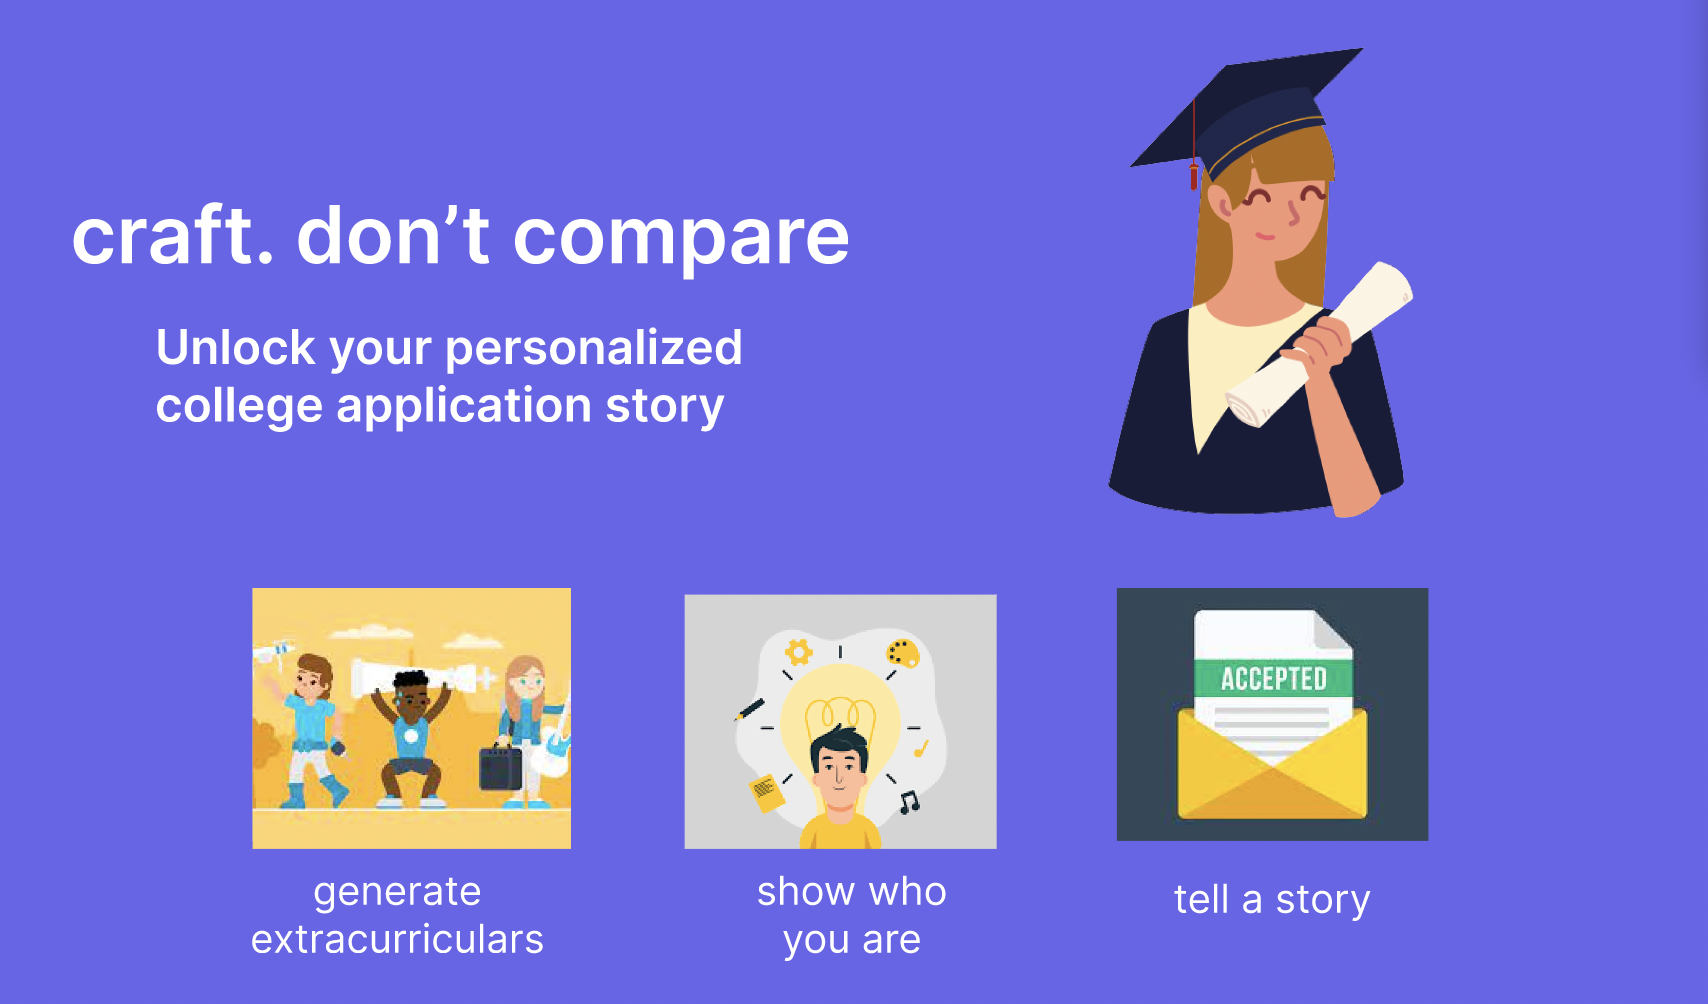 craft. don’t compare
Unlock your personalized
college application story
ACCEPTED
generate
extracurriculars
show who
you are
tell a story